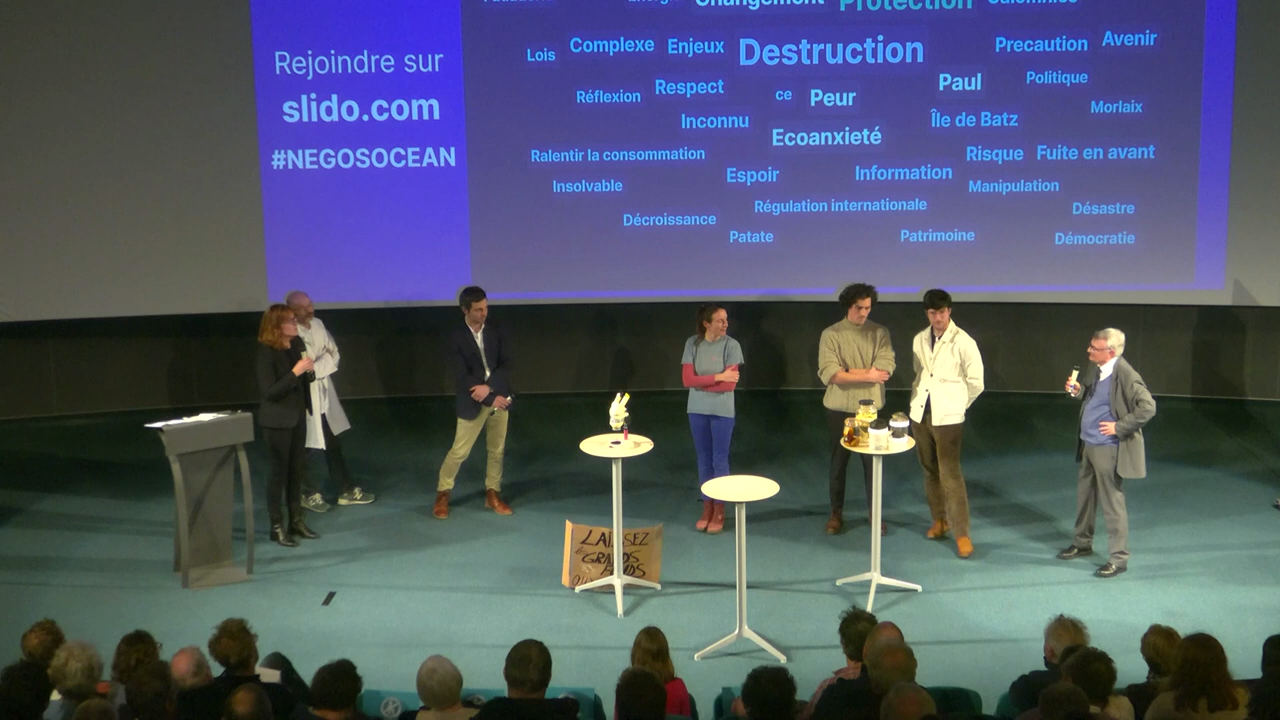 Changement Protection
Rejoindre sur
slido.com
#NEGOSOCEAN
Lois Complexe Enjeux Destruction Precaution Avenir
Réflexion Respect ce Peur Paul Politique
Inconnu Île de Batz Morlaix
Ecoanxieté
Ralentir la consommation Risque Fuite en avant
Insolvable Espoir Information Manipulation
Décroissance Régulation internationale Désastre
Patate Patrimoine Démocratie
LAISSEZ
GRANDS
FONDS